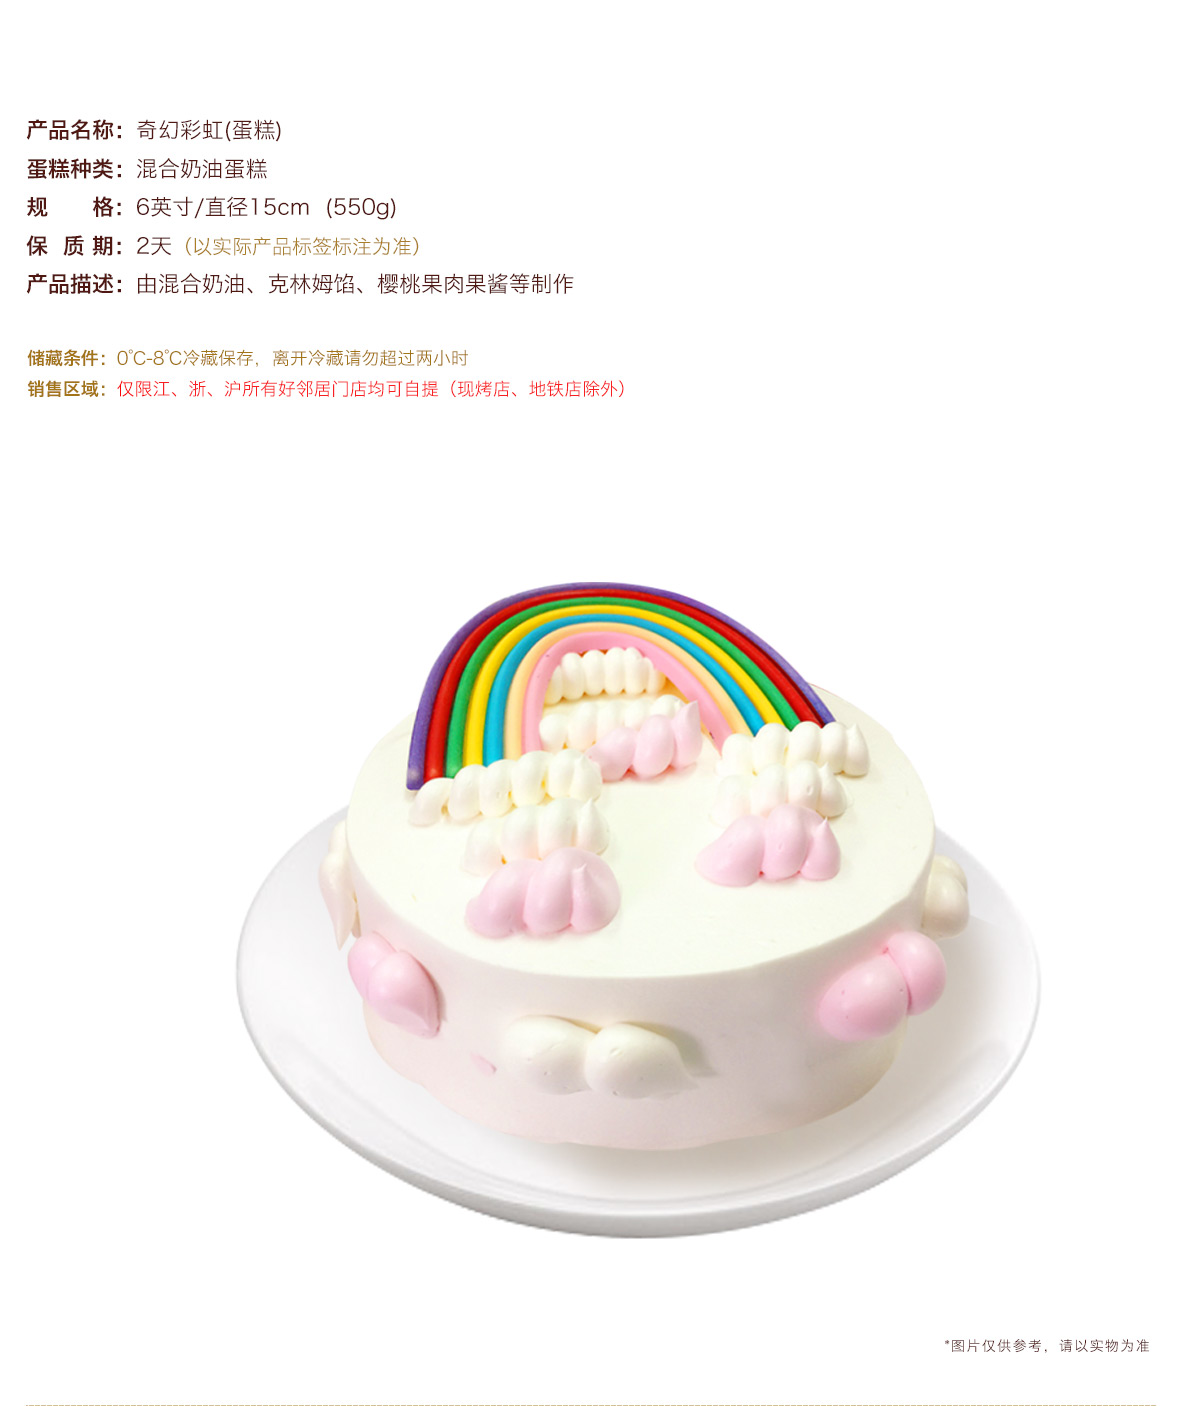 产品名称：奇幻彩虹(蛋糕)
蛋糕种类：混合奶油蛋糕
规 格：6英寸/直径15cm (550g)
保 质 期：2天（以实际产品标签标注为准）
产品描述：由混合奶油、克林姆馅、樱桃果肉果酱等制作
储藏条件：0℃-8℃冷藏保存，离开冷藏请勿超过两小时
销售区域：仅限江、浙、沪所有好邻居门店均可自提（现烤店、地铁店除外）
*图片仅供参考，请以实物为准